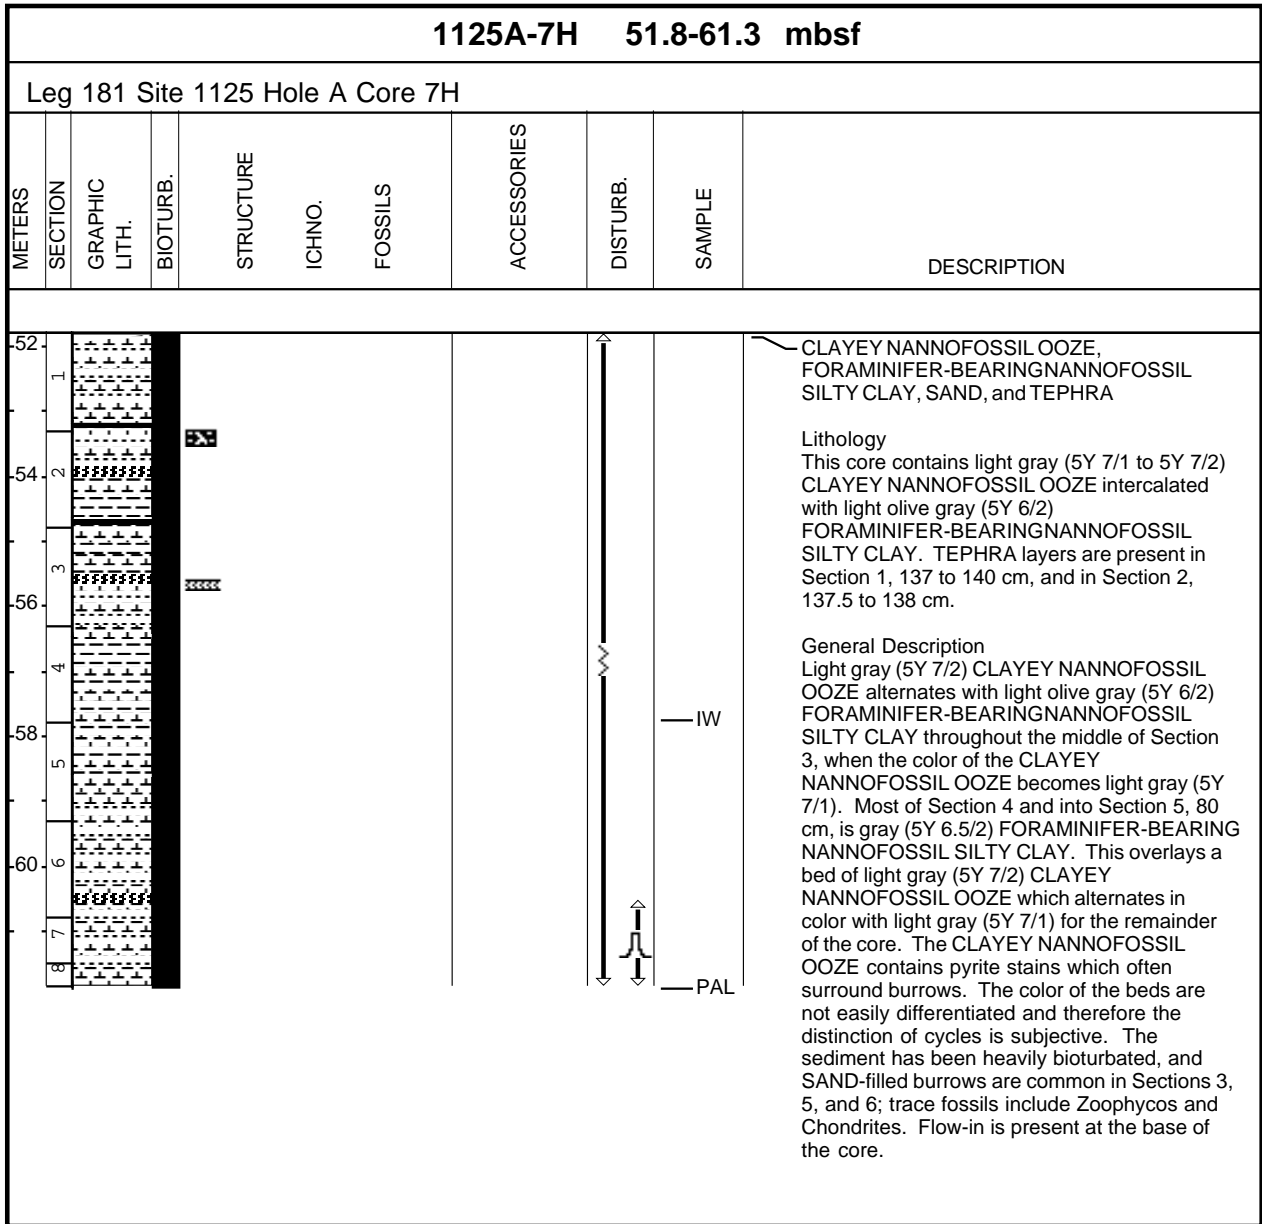 1125A-7H 51.8-61.3 mbsf
Leg 181 Site 1125 Hole A Core 7H
METERS
SECTION
GRAPHIC
LITH.
BIOTURB.
STRUCTURE
ICHNO.
FOSSILS
ACCESSORIES
DISTURB.
SAMPLE
DESCRIPTION
52
54
56
58
60
1
2
3
4
5
6
7
8
IW
PAL
CLAYEY NANNOFOSSIL OOZE,
FORAMINIFER-BEARINGNANNOFOSSIL
SILTY CLAY, SAND, and TEPHRA
Lithology
This core contains light gray (5Y 7/1 to 5Y 7/2)
CLAYEY NANNOFOSSIL OOZE intercalated
with light olive gray (5Y 6/2)
FORAMINIFER-BEARINGNANNOFOSSIL
SILTY CLAY. TEPHRA layers are present in
Section 1, 137 to 140 cm, and in Section 2,
137.5 to 138 cm.
General Description
Light gray (5Y 7/2) CLAYEY NANNOFOSSIL
OOZE alternates with light olive gray (5Y 6/2)
FORAMINIFER-BEARINGNANNOFOSSIL
SILTY CLAY throughout the middle of Section
3, when the color of the CLAYEY
NANNOFOSSIL OOZE becomes light gray (5Y
7/1). Most of Section 4 and into Section 5, 80
cm, is gray (5Y 6.5/2) FORAMINIFER-BEARING
NANNOFOSSIL SILTY CLAY. This overlays a
bed of light gray (5Y 7/2) CLAYEY
NANNOFOSSIL OOZE which alternates in
color with light gray (5Y 7/1) for the remainder
of the core. The CLAYEY NANNOFOSSIL
OOZE contains pyrite stains which often
surround burrows. The color of the beds are
not easily differentiated and therefore the
distinction of cycles is subjective. The
sediment has been heavily bioturbated, and
SAND-filled burrows are common in Sections 3,
5, and 6; trace fossils include Zoophycos and
Chondrites. Flow-in is present at the base of
the core.